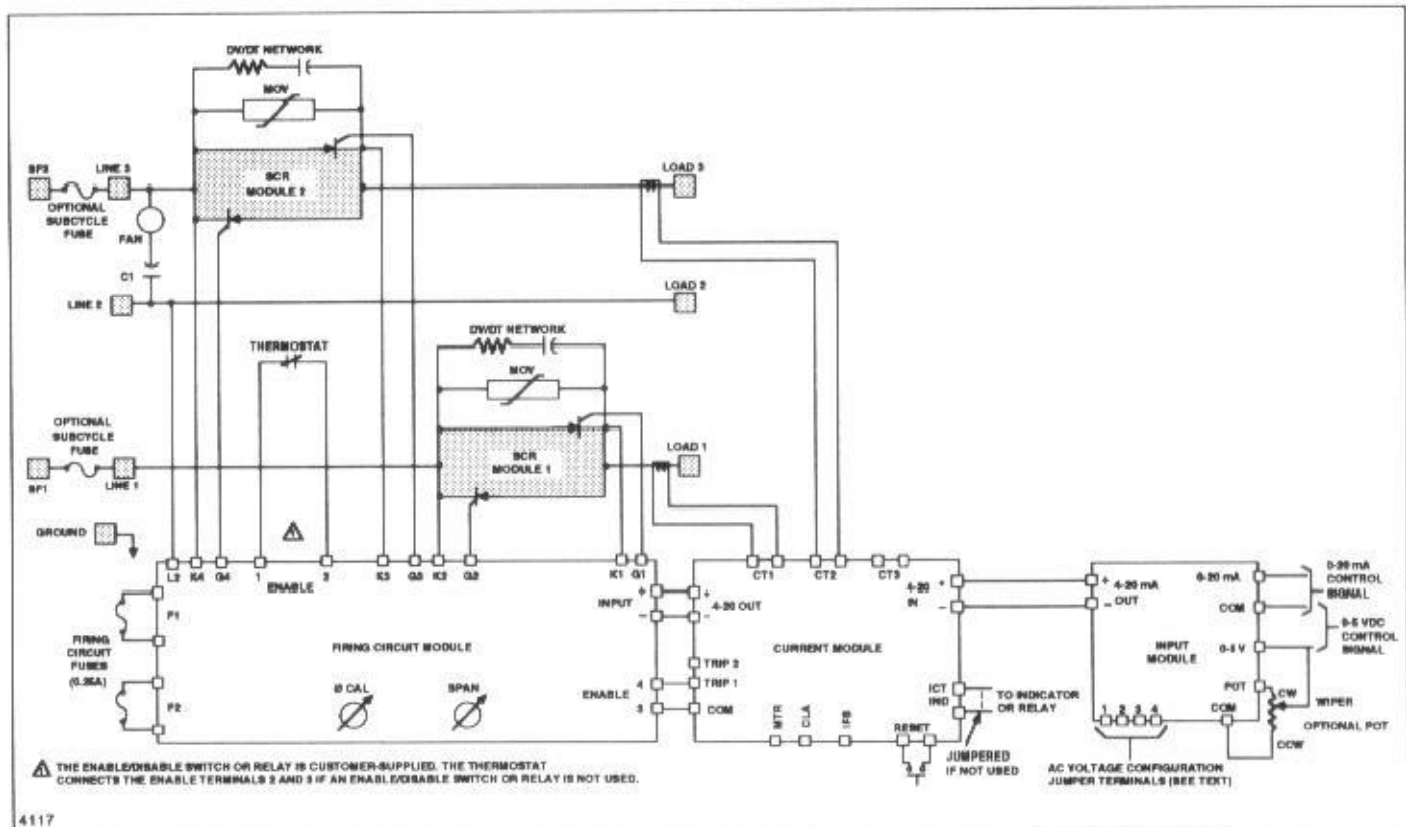 DV/DT NETWORK
MOV
SCR
MODULE 2
SF3
LINE 3
LOAD 3
OPTIONAL
SUBCYCLE
FUSE
FAN
C1
LINE 2
LOAD 2
DV/DT NETWORK
THERMOSTAT
MOV
OPTIONAL
SUBCYCLE
FUSE
SCR
MODULE 1
LOAD 1
SF1
LINE 1
GROUND
L2 K4 G4 1 2 K3 G3 K2 G2 K1 G1
ENABLE
CT1 CT2 CT3
F1
FIRING
CIRCUIT
FUSES
(0.25A)
F2
INPUT
+
-
FIRING CIRCUIT MODULE
Ø CAL
SPAN
ENABLE
4
3
+
-
4-20 OUT
4-20
IN
+
-
CURRENT MODULE
TRIP 2
TRIP 1
COM
MTR
CLA
IFB
RESET
ICT
IND
TO INDICATOR
OR RELAY
JUMPERED
IF NOT USED
+
-
4-20 mA
OUT
0-20 mA
COM
0-5 V
INPUT
MODULE
POT
COM
1 2 3 4
0-20 mA
CONTROL
SIGNAL
0-5 VDC
CONTROL
SIGNAL
CW
WIPER
OPTIONAL POT
CCW
AC VOLTAGE CONFIGURATION
JUMPER TERMINALS (SEE TEXT)
THE ENABLE/DISABLE SWITCH OR RELAY IS CUSTOMER-SUPPLIED. THE THERMOSTAT
CONNECTS THE ENABLE TERMINALS 2 AND 3 IF AN ENABLE/DISABLE SWITCH OR RELAY IS NOT USED.
4117